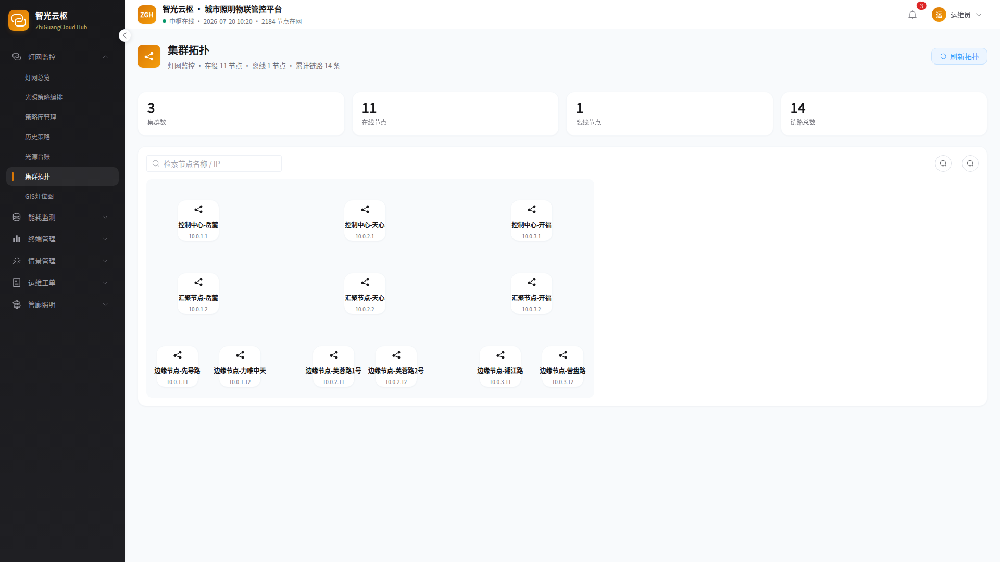 智光云枢
ZhiGuangCloud Hub
灯网监控
灯网总览
光照策略编排
策略库管理
历史策略
光源台账
集群拓扑
GIS灯位图
能耗监测
终端管理
情景管理
运维工单
管廊照明
ZGH
智光云枢 • 城市照明物联管控平台
中枢在线 • 2026-07-20 10:20 • 2184 节点在网
3
运
运维员
集群拓扑
灯网监控 • 在役 11 节点 • 离线 1 节点 • 累计链路 14 条
刷新拓扑
3
集群数
11
在线节点
1
离线节点
14
链路总数
检索节点名称 / IP
控制中心-岳麓
10.0.1.1
控制中心-天心
10.0.2.1
控制中心-开福
10.0.3.1
汇聚节点-岳麓
10.0.1.2
汇聚节点-天心
10.0.2.2
汇聚节点-开福
10.0.3.2
边缘节点-先导路
10.0.1.11
边缘节点-力唯中天
10.0.1.12
边缘节点-芙蓉路1号
10.0.2.11
边缘节点-芙蓉路2号
10.0.2.12
边缘节点-湘江路
10.0.3.11
边缘节点-营盘路
10.0.3.12